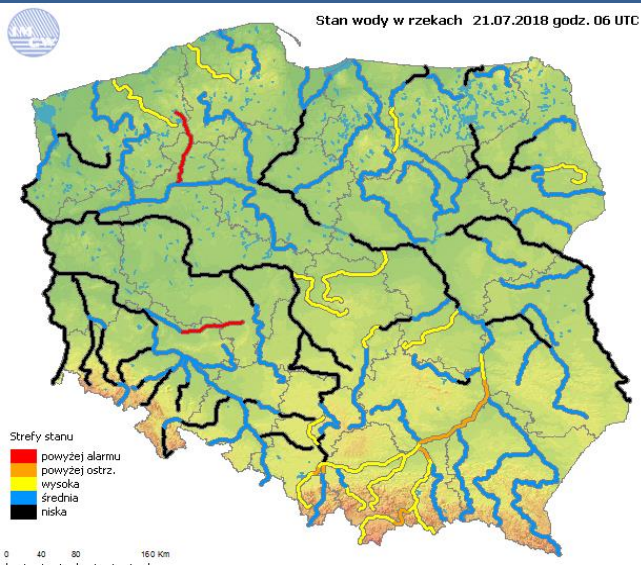 Stan wody w rzekach 21.07.2018 godz. 06 UTC
Strefy stanu
powyżej alarmu
powyżej ostrz.
wysoka
średnia
niska
0 40 80 160 Km